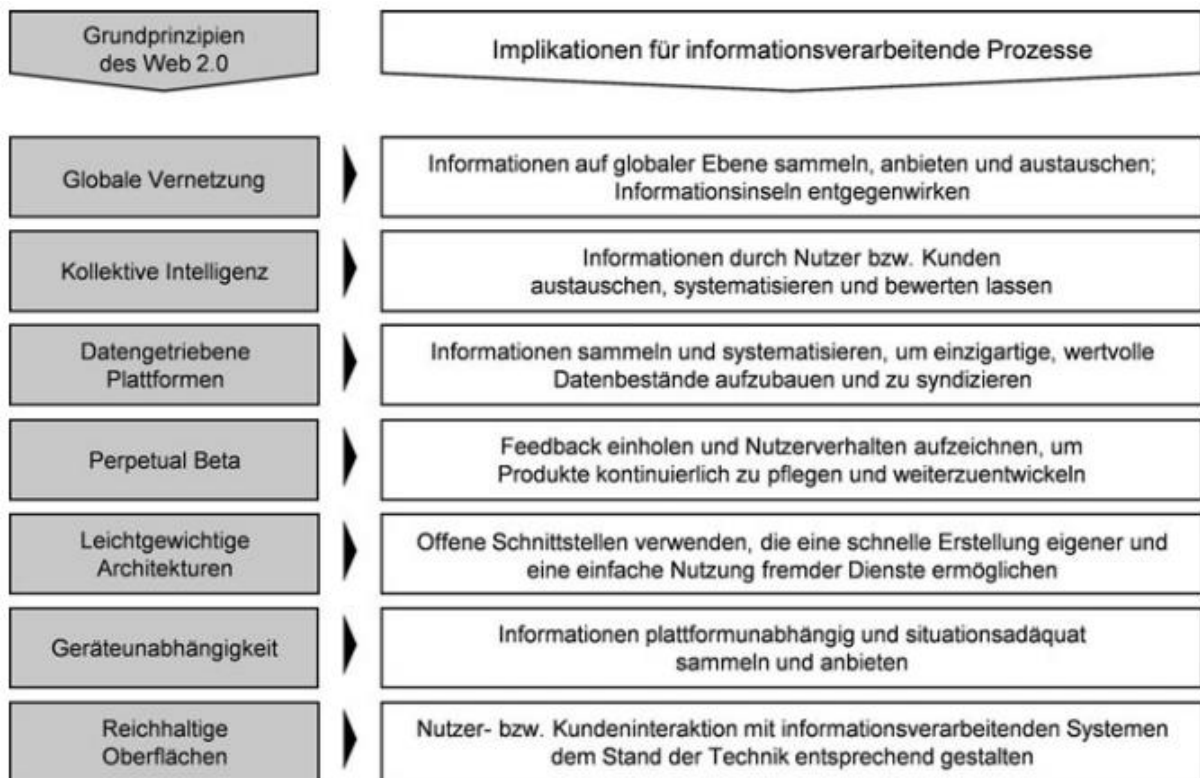 Grundprinzipien
des Web 2.0
Implikationen für informationsverarbeitende Prozesse
Globale Vernetzung
Informationen auf globaler Ebene sammeln, anbieten und austauschen;
Informationsinseln entgegenwirken
Kollektive Intelligenz
Informationen durch Nutzer bzw. Kunden
austauschen, systematisieren und bewerten lassen
Datengetriebene
Plattformen
Informationen sammeln und systematisieren, um einzigartige, wertvolle
Datenbestände aufzubauen und zu syndizieren
Perpetual Beta
Feedback einholen und Nutzerverhalten aufzeichnen, um
Produkte kontinuierlich zu pflegen und weiterzuentwickeln
Leichtgewichtige
Architekturen
Offene Schnittstellen verwenden, die eine schnelle Erstellung eigener und
eine einfache Nutzung fremder Dienste ermöglichen
Geräteunabhängigkeit
Informationen plattformunabhängig und situationsadäquat
sammeln und anbieten
Reichhaltige
Oberflächen
Nutzer- bzw. Kundeninteraktion mit informationsverarbeitenden Systemen
dem Stand der Technik entsprechend gestalten